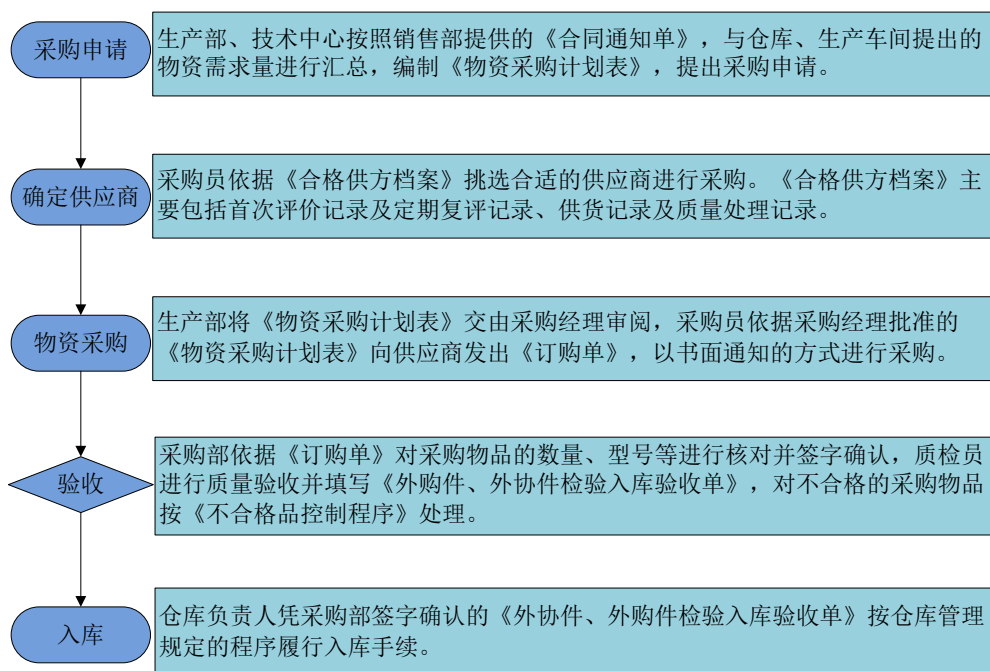 采购申请
生产部、技术中心按照销售部提供的《合同通知单》，与仓库、生产车间提出的
物资需求量进行汇总，编制《物资采购计划表》，提出采购申请。
确定供应商
采购员依据《合格供方档案》挑选合适的供应商进行采购。《合格供方档案》主
要包括首次评价记录及定期复评记录、供货记录及质量处理记录。
物资采购
生产部将《物资采购计划表》交由采购经理审阅，采购员依据采购经理批准的
《物资采购计划表》向供应商发出《订购单》，以书面通知的方式进行采购。
验收
采购部依据《订购单》对采购物品的数量、型号等进行核对并签字确认，质检员
进行质量验收并填写《外购件、外协件检验入库验收单》，对不合格的采购物品
按《不合格品控制程序》处理。
入库
仓库负责人凭采购部签字确认的《外协件、外购件检验入库验收单》按仓库管理
规定的程序履行入库手续。